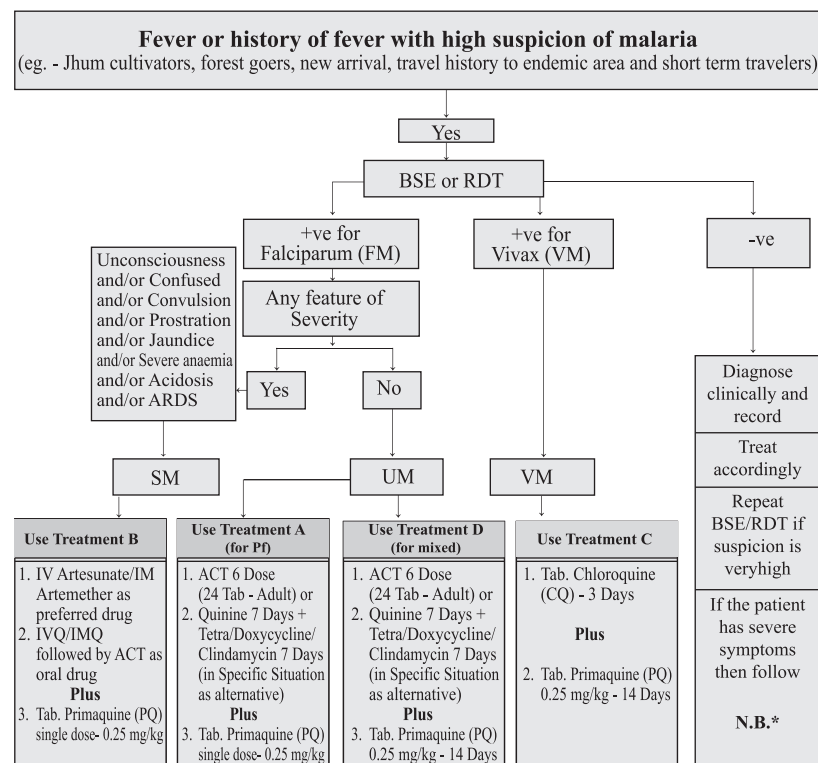 Fever or history of fever with high suspicion of malaria
(eg. - Jhum cultivators, forest goers, new arrival, travel history to endemic area and short term travelers)
Yes
BSE or RDT
+ve for
Falciparum (FM)
+ve for
Vivax (VM)
-ve
Unconsciousness
and/or Confused
and/or Convulsion
and/or Prostration
and/or Jaundice
and/or Severe anaemia
and/or Acidosis
and/or ARDS
Any feature of
Severity
Yes
No
Diagnose
clinically and
record
Treat
accordingly
Repeat
BSE/RDT if
suspicion is
veryhigh
If the patient
has severe
symptoms
then follow
N.B.*
SM
UM
VM
Use Treatment B
1. IV Artesunate/IM
Artemether as
preferred drug
2. IVQ/IMQ
followed by ACT as
oral drug
Plus
3. Tab. Primaquine (PQ)
single dose- 0.25 mg/kg
Use Treatment A
(for Pf)
1. ACT 6 Dose
(24 Tab - Adult) or
2. Quinine 7 Days +
Tetra/Doxycycline/
Clindamycin 7 Days
(in Specific Situation
as alternative)
Plus
3. Tab. Primaquine (PQ)
single dose- 0.25 mg/kg
Use Treatment D
(for mixed)
1. ACT 6 Dose
(24 Tab - Adult) or
2. Quinine 7 Days +
Tetra/Doxycycline/
Clindamycin 7 Days
(in Specific Situation
as alternative)
Plus
3. Tab. Primaquine (PQ)
0.25 mg/kg - 14 Days
Use Treatment C
1. Tab. Chloroquine
(CQ) - 3 Days
Plus
2. Tab. Primaquine (PQ)
0.25 mg/kg - 14 Days